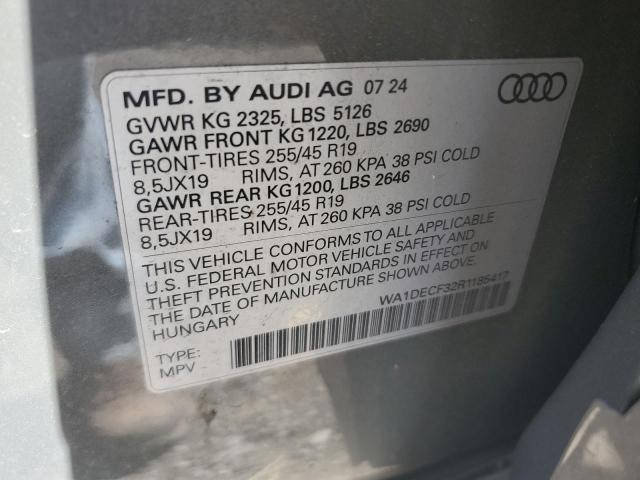 MFD. BY AUDI AG 07 24
GVWR KG 2325, LBS 5126
GAWR FRONT KG 1220, LBS 2690
FRONT-TIRES 255/45 R19
8,5JX19 RIMS, AT 260 KPA 38 PSI COLD
GAWR REAR KG 1200, LBS 2646
REAR-TIRES 255/45 R19
8,5JX19 RIMS, AT 260 KPA 38 PSI COLD
THIS VEHICLE CONFORMS TO ALL APPLICABLE
U.S. FEDERAL MOTOR VEHICLE SAFETY AND
THEFT PREVENTION STANDARDS IN EFFECT ON
THE DATE OF MANUFACTURE SHOWN ABOVE.
HUNGARY
WA1DECF32R1185417
TYPE:
MPV